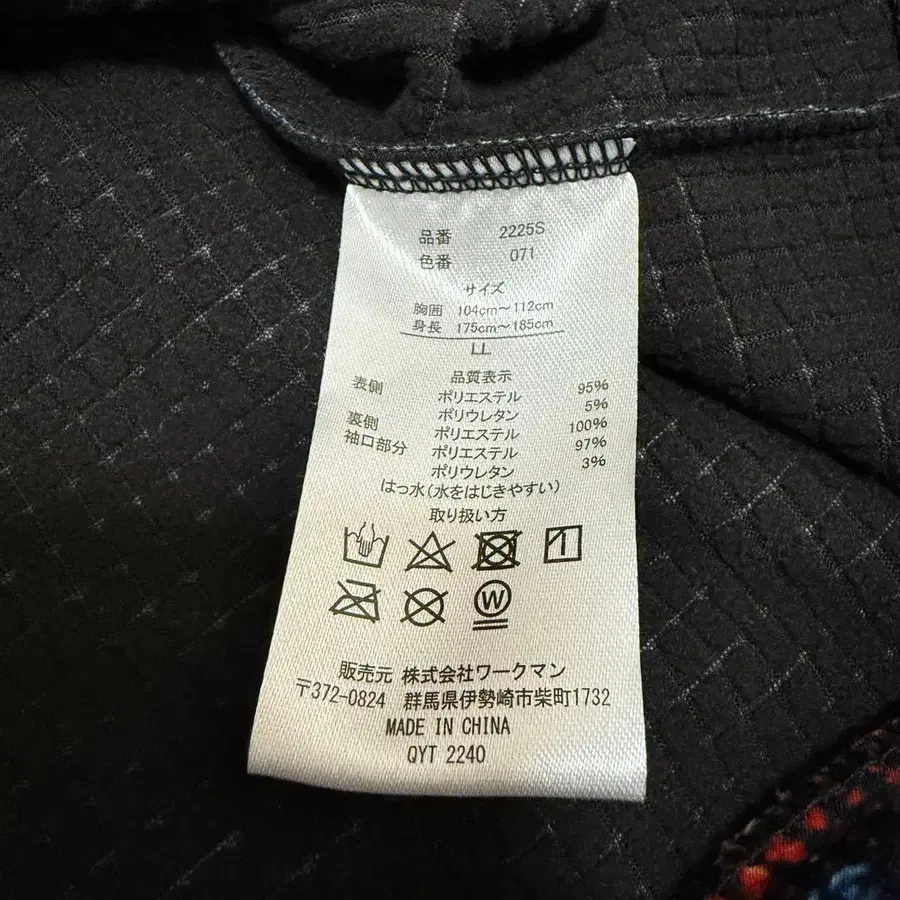 品番 2225S
色番 071
サイズ
胸囲 104cm～112cm
身長 175cm～185cm
LL
品質表示
表側 ポリエステル 95%
ポリウレタン 5%
裏側 ポリエステル 100%
袖口部分 ポリエステル 97%
ポリウレタン 3%
はっ水(水をはじきやすい)
取り扱い方
W
販売元 株式会社ワークマン
〒372-0824 群馬県伊勢崎市柴町1732
MADE IN CHINA
QYT 2240